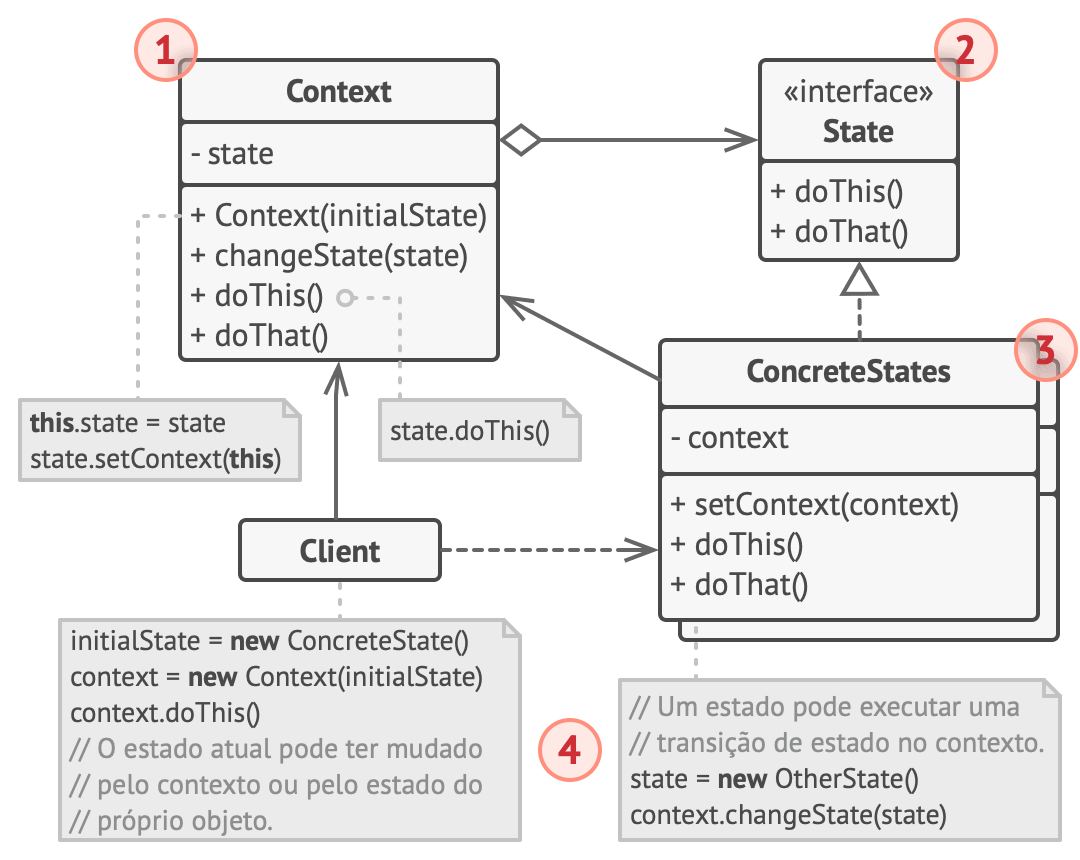 1
Context
- state
+ Context(initialState)
+ changeState(state)
+ doThis()
+ doThat()
2
«interface»
State
+ doThis()
+ doThat()
this.state = state
state.setContext(this)
state.doThis()
3
ConcreteStates
- context
+ setContext(context)
+ doThis()
+ doThat()
Client
initialState = new ConcreteState()
context = new Context(initialState)
context.doThis()
// O estado atual pode ter mudado
// pelo contexto ou pelo estado do
// próprio objeto.
4
// Um estado pode executar uma
// transição de estado no contexto.
state = new OtherState()
context.changeState(state)